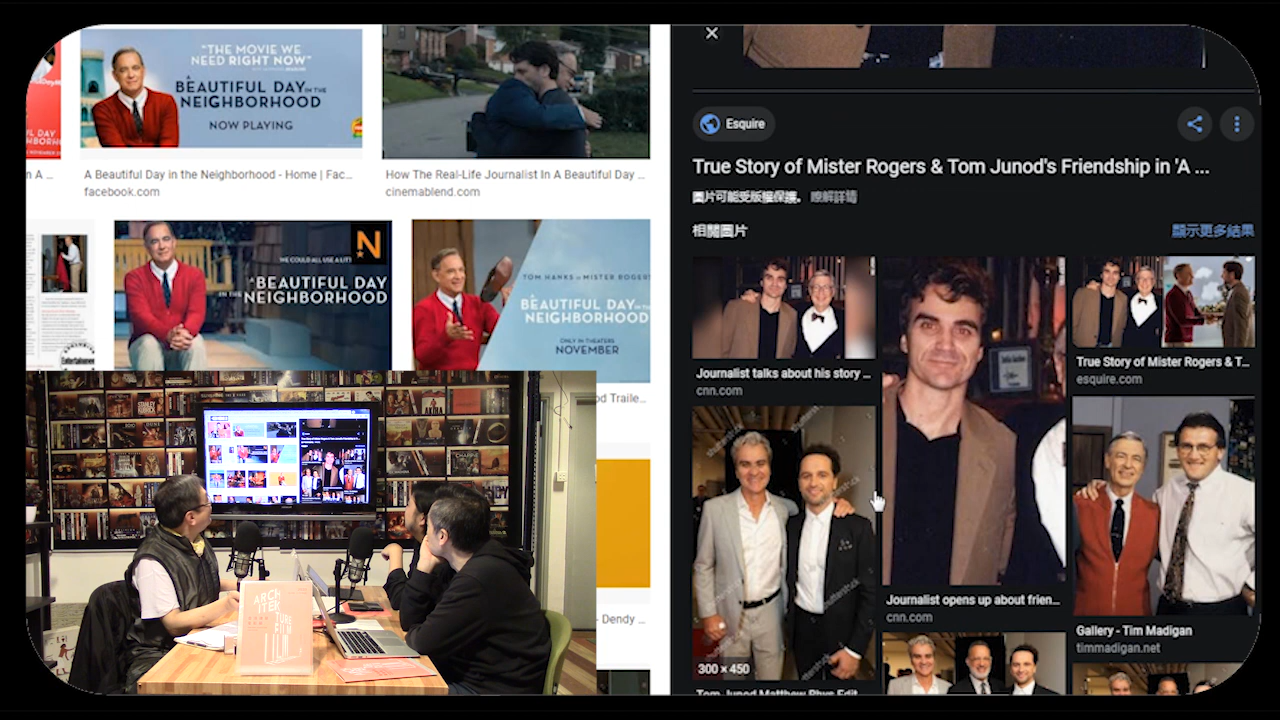 "THE MOVIE WE
NEED RIGHT NOW"
A BEAUTIFUL DAY IN THE
NEIGHBORHOOD
NOW PLAYING
A Beautiful Day in the Neighborhood - Home | Fac...
facebook.com
How The Real-Life Journalist In A Beautiful Day ...
cinemablend.com
n A ...
N
A BEAUTIFUL DAY
IN THE NEIGHBORHOOD
TOM HANKS IS MISTER ROGERS
A BEAUTIFUL DAY IN THE
NEIGHBORHOOD
ONLY IN THEATERS
NOVEMBER
od Traile...
- Dendy ...
ARCH
ITEK
TURE
FILM
Esquire
True Story of Mister Rogers & Tom Junod's Friendship in 'A ...
圖片可能受版權保護。 瞭解詳情
相關圖片
顯示更多結果
Journalist talks about his story ...
cnn.com
True Story of Mister Rogers & T...
esquire.com
Journalist opens up about frien...
cnn.com
Gallery - Tim Madigan
timmadigan.net
300 × 450
Tom Junod Matthew Rhys Edit